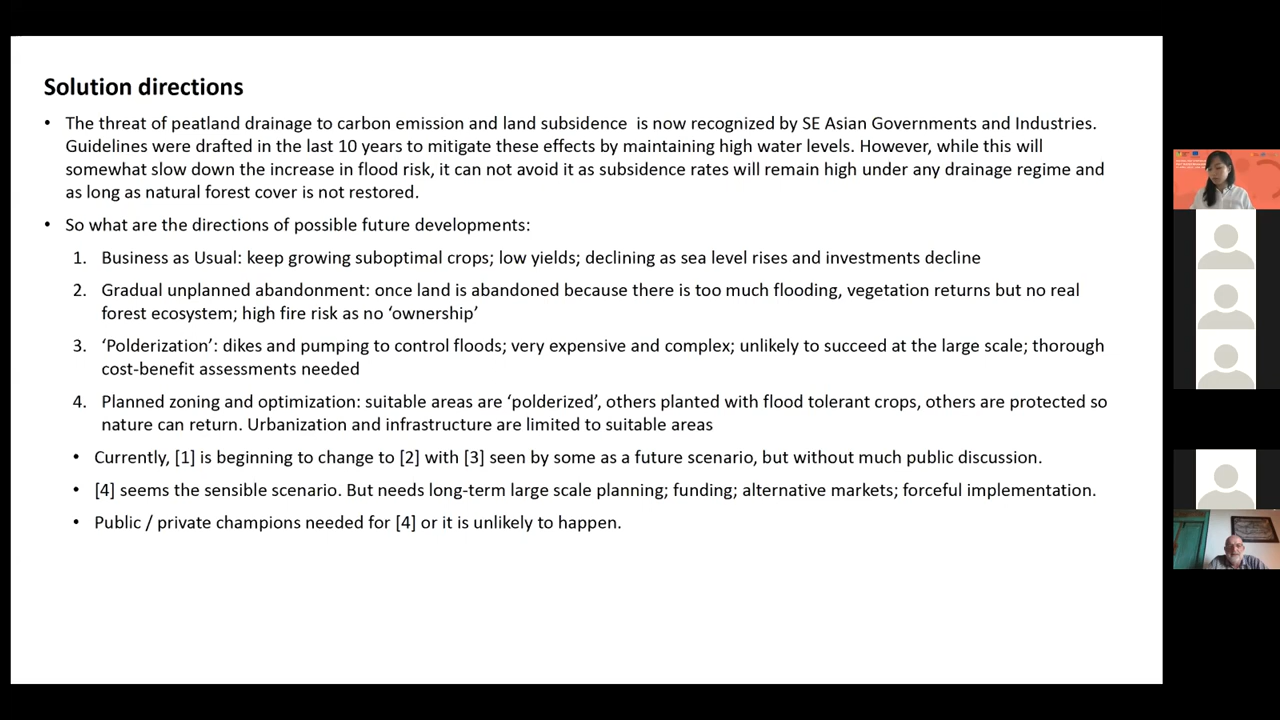 Solution directions
• The threat of peatland drainage to carbon emission and land subsidence is now recognized by SE Asian Governments and Industries.
Guidelines were drafted in the last 10 years to mitigate these effects by maintaining high water levels. However, while this will
somewhat slow down the increase in flood risk, it can not avoid it as subsidence rates will remain high under any drainage regime and
as long as natural forest cover is not restored.
• So what are the directions of possible future developments:
1. Business as Usual: keep growing suboptimal crops; low yields; declining as sea level rises and investments decline
2. Gradual unplanned abandonment: once land is abandoned because there is too much flooding, vegetation returns but no real
forest ecosystem; high fire risk as no ‘ownership’
3. ‘Polderization’: dikes and pumping to control floods; very expensive and complex; unlikely to succeed at the large scale; thorough
cost-benefit assessments needed
4. Planned zoning and optimization: suitable areas are ‘polderized’, others planted with flood tolerant crops, others are protected so
nature can return. Urbanization and infrastructure are limited to suitable areas
• Currently, [1] is beginning to change to [2] with [3] seen by some as a future scenario, but without much public discussion.
• [4] seems the sensible scenario. But needs long-term large scale planning; funding; alternative markets; forceful implementation.
• Public / private champions needed for [4] or it is unlikely to happen.